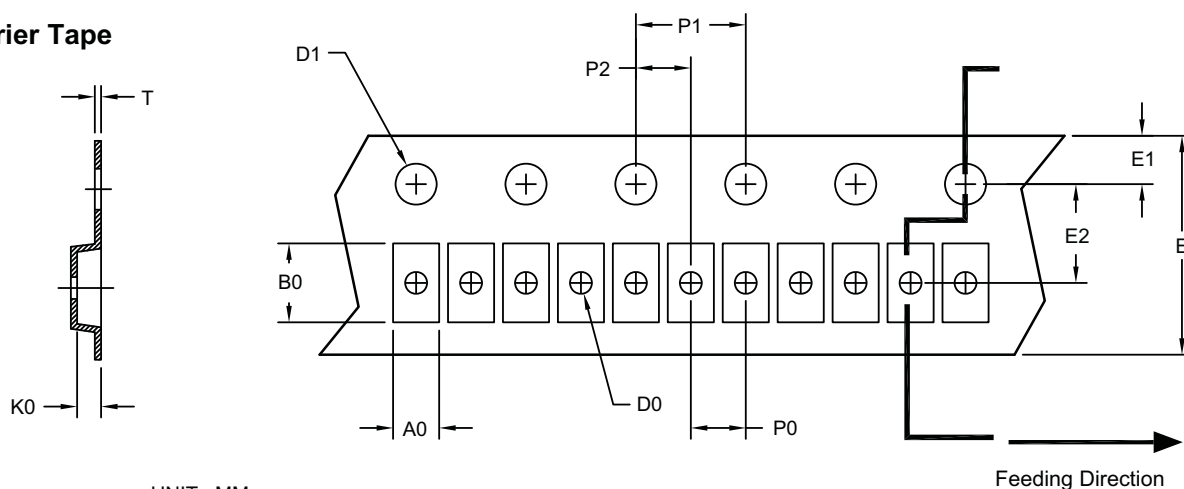 rier Tape
P1
D1
P2
T
E1
E2
E
B0
D0
K0
A0
P0
Feeding Direction